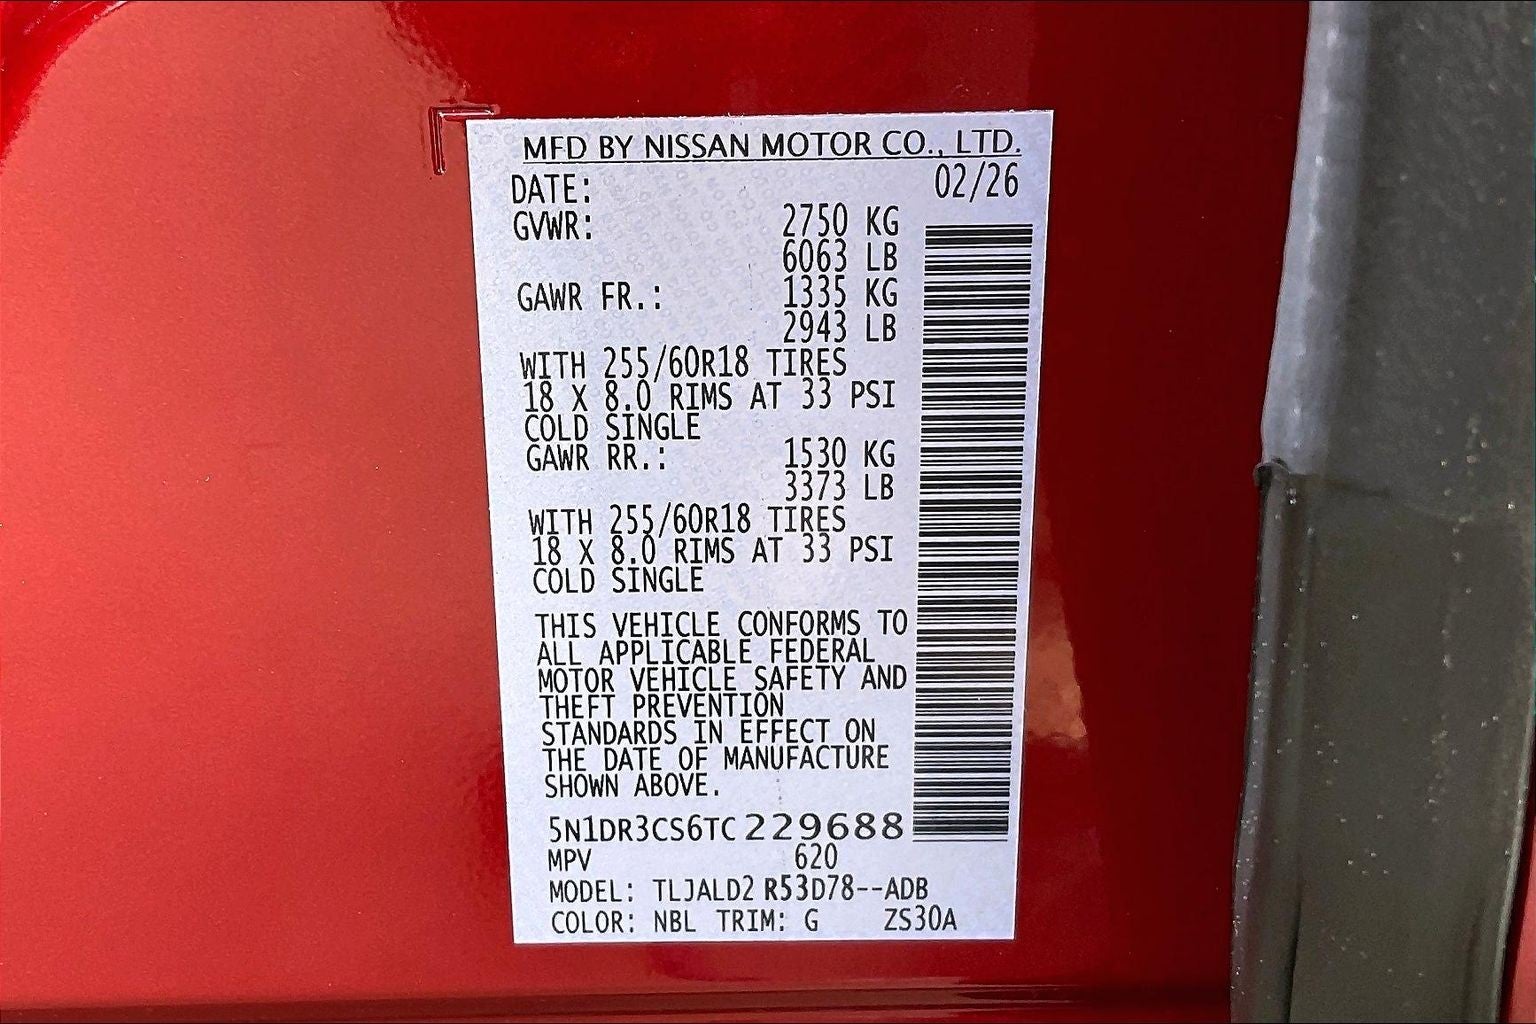 MFD BY NISSAN MOTOR CO., LTD.
DATE: 02/26
GVWR: 2750 KG
6063 LB
GAWR FR.: 1335 KG
2943 LB
WITH 255/60R18 TIRES
18 X 8.0 RIMS AT 33 PSI
COLD SINGLE
GAWR RR.: 1530 KG
3373 LB
WITH 255/60R18 TIRES
18 X 8.0 RIMS AT 33 PSI
COLD SINGLE
THIS VEHICLE CONFORMS TO
ALL APPLICABLE FEDERAL
MOTOR VEHICLE SAFETY AND
THEFT PREVENTION
STANDARDS IN EFFECT ON
THE DATE OF MANUFACTURE
SHOWN ABOVE.
5N1DR3CS6TC229688
MPV 620
MODEL: TLJALD2 R53D78--ADB
COLOR: NBL TRIM: G ZS30A